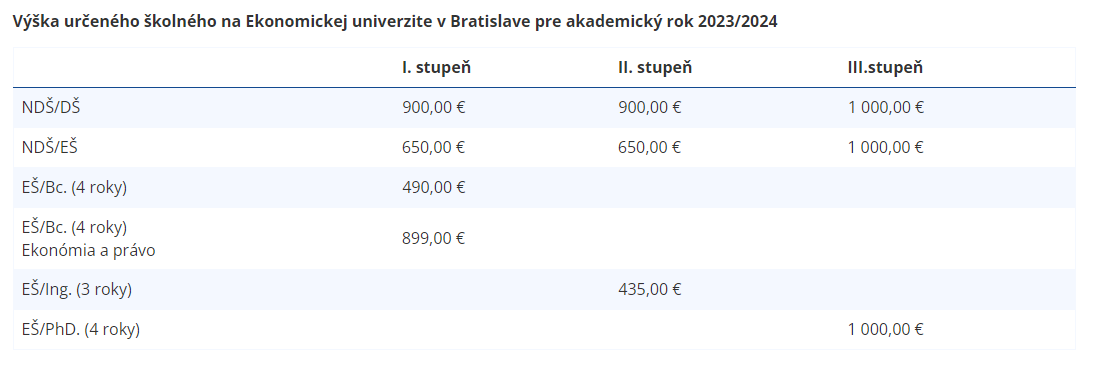 Výška určeného školného na Ekonomickej univerzite v Bratislave pre akademický rok 2023/2024
I. stupeň II. stupeň III.stupeň
NDŠ/DŠ 900,00 € 900,00 € 1 000,00 €
NDŠ/EŠ 650,00 € 650,00 € 1 000,00 €
EŠ/Bc. (4 roky) 490,00 €
EŠ/Bc. (4 roky)
Ekonómia a právo 899,00 €
EŠ/Ing. (3 roky) 435,00 €
EŠ/PhD. (4 roky) 1 000,00 €